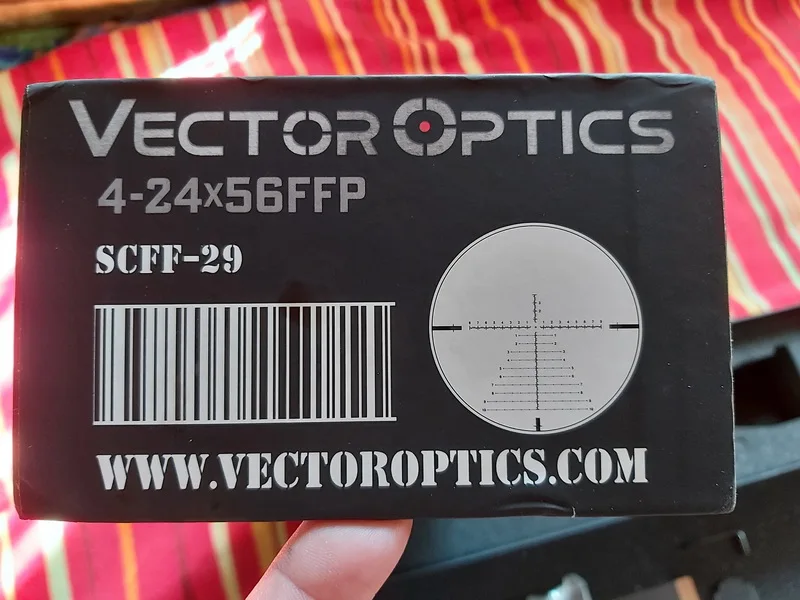 VECTOR OPTICS
4-24x56FFP
SCFF-29
WWW.VECTOROPTICS.COM